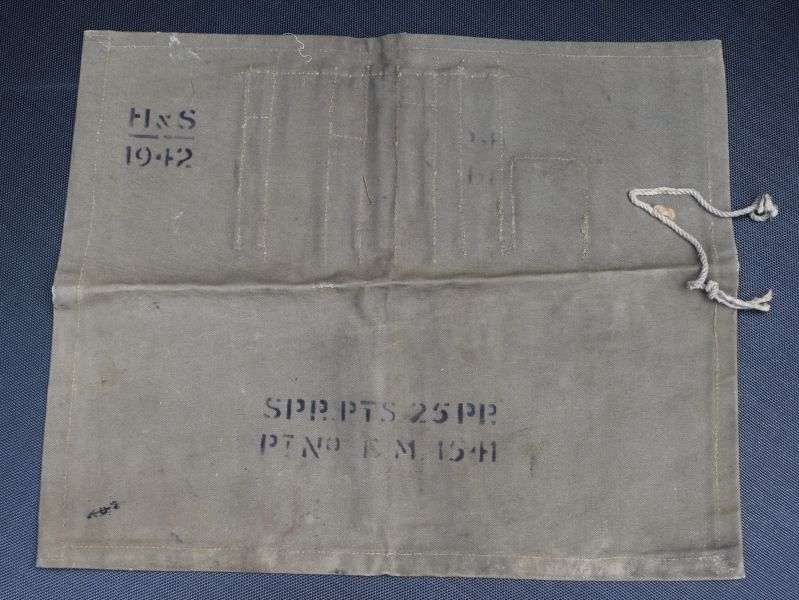 H & S
1942
SPR. PTS. 25PR
PT Nº K.M. 1541